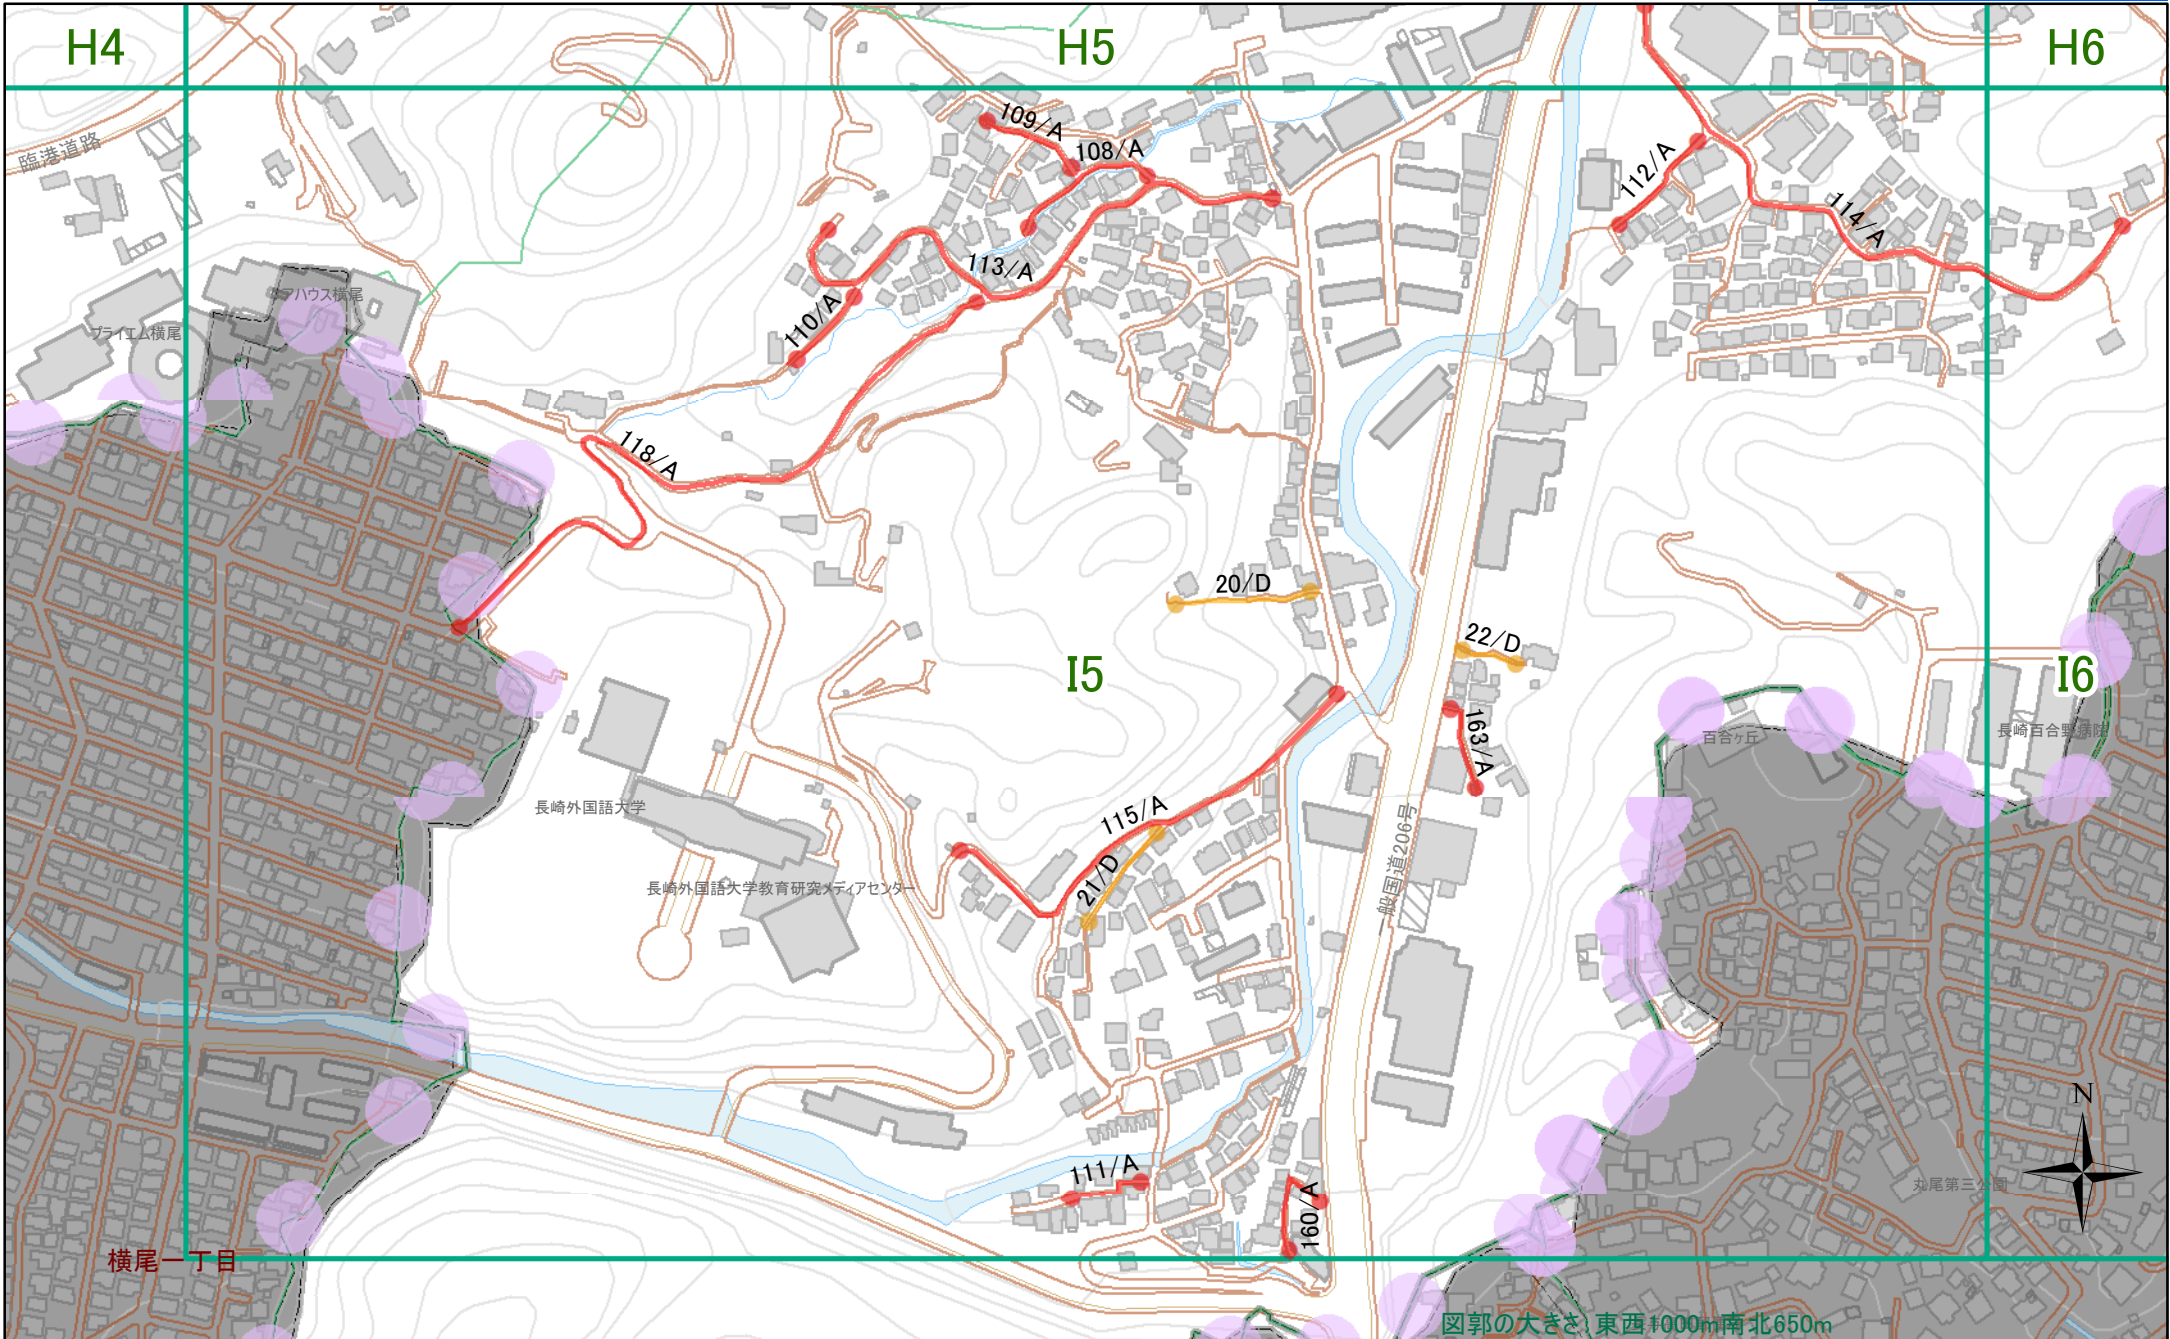 H4
H5
H6
臨港道路
109/A
108/A
112/A
114/A
113/A
110/A
ケアハウス横尾
プライエム横尾
118/A
20/D
22/D
I5
I6
163/A
百合ヶ丘
長崎百合野病院
長崎外国語大学
115/A
一般国道206号
21/D
長崎外国語大学教育研究メディアセンター
N
111/A
160/A
丸尾第三公園
横尾一丁目
図郭の大きさ:東西1000m南北650m